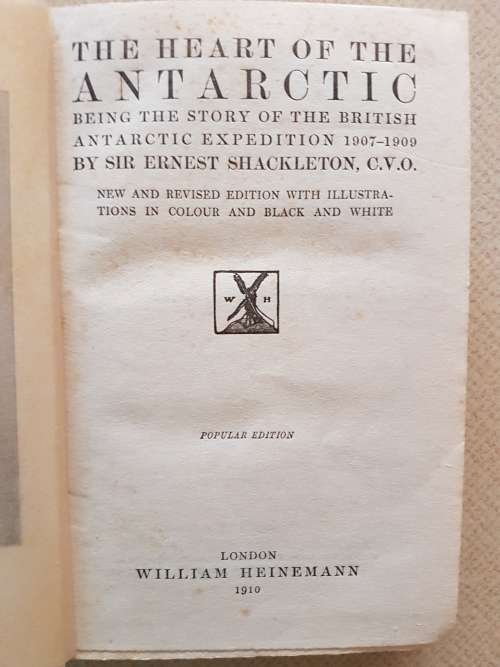 THE HEART OF THE
ANTARCTIC
BEING THE STORY OF THE BRITISH
ANTARCTIC EXPEDITION 1907-1909
BY SIR ERNEST SHACKLETON, C.V.O.
NEW AND REVISED EDITION WITH ILLUSTRA-
TIONS IN COLOUR AND BLACK AND WHITE
W H
POPULAR EDITION
LONDON
WILLIAM HEINEMANN
1910